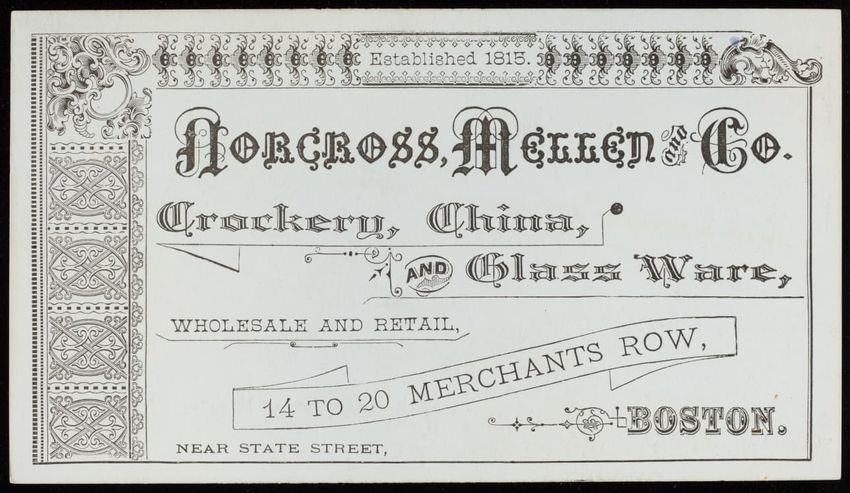 Established 1815.
Norcross, Mellen and Co.
Crockery, China,
AND Glass Ware,
WHOLESALE AND RETAIL,
14 TO 20 MERCHANTS ROW,
BOSTON.
NEAR STATE STREET,